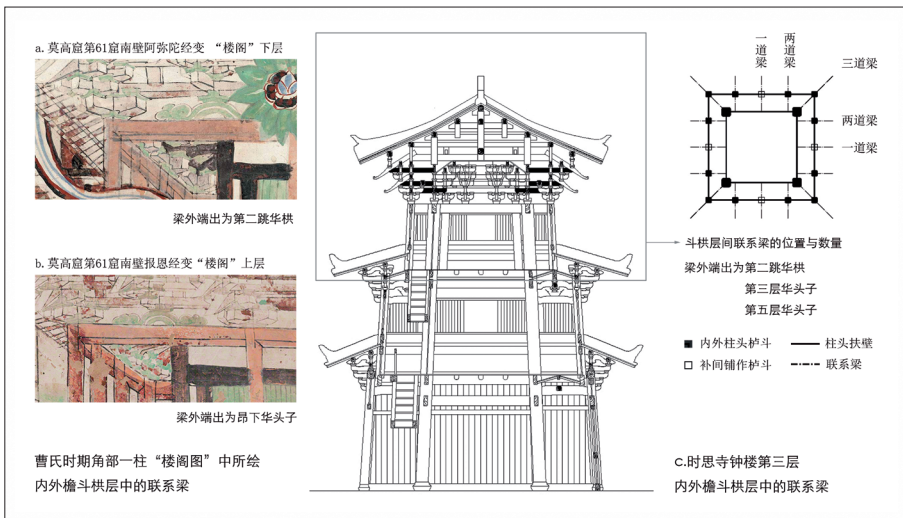 a. 莫高窟第61窟南壁阿弥陀经变 “楼阁”下层
梁外端出为第二跳华栱
b. 莫高窟第61窟南壁报恩经变“楼阁”上层
梁外端出为昂下华头子
曹氏时期角部一柱“楼阁图”中所绘
内外檐斗栱层中的联系梁
一道梁
两道梁
三道梁
两道梁
一道梁
斗栱层间联系梁的位置与数量
梁外端出为第二跳华栱
第三层华头子
第五层华头子
内外柱头栌斗
柱头扶壁
补间铺作栌斗
联系梁
C.时思寺钟楼第三层
内外檐斗栱层中的联系梁